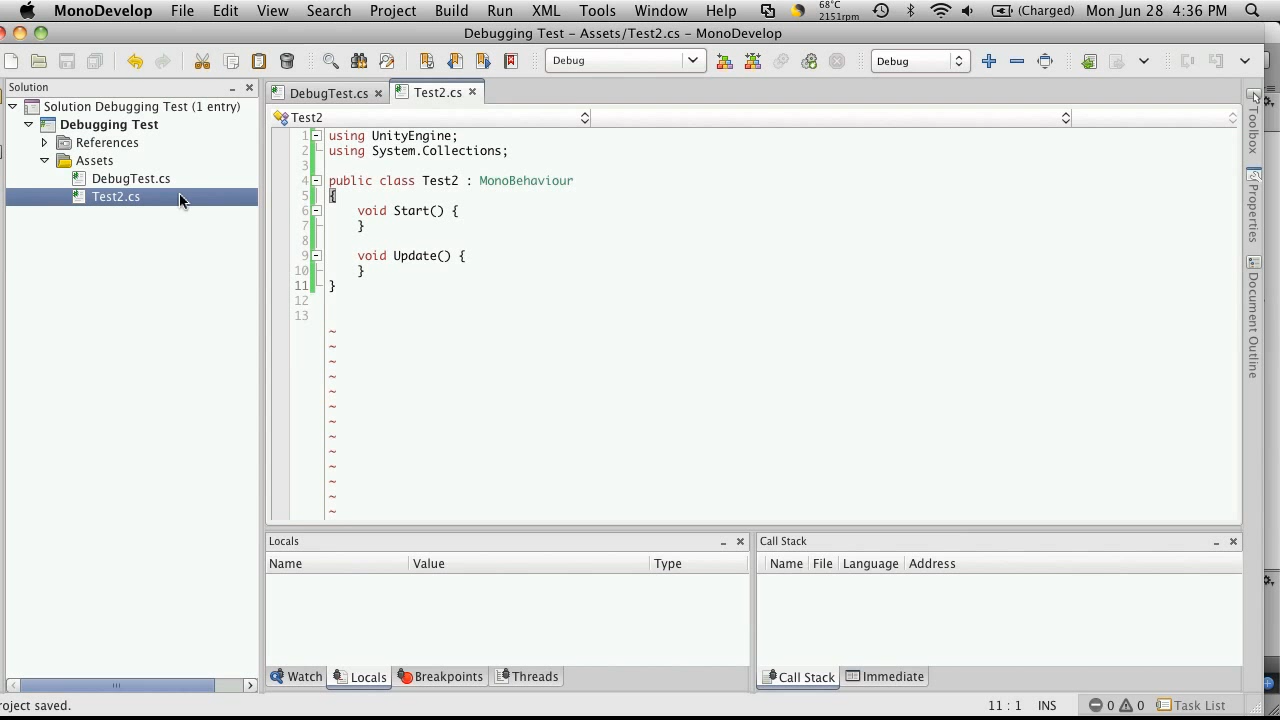 MonoDevelop File Edit View Search Project Build Run XML Tools Window Help 68°C 2151rpm (Charged) Mon Jun 28 4:36 PM
Debugging Test – Assets/Test2.cs – MonoDevelop
Debug Debug
Solution
DebugTest.cs Test2.cs
Solution Debugging Test (1 entry)
Debugging Test
References
Assets
DebugTest.cs
Test2.cs
Test2
1 using UnityEngine;
2 using System.Collections;
3
4 public class Test2 : MonoBehaviour
5 {
6 void Start() {
7 }
8
9 void Update() {
10 }
11 }
12
13
~
~
~
~
~
~
~
~
~
~
~
~
~
Toolbox
Properties
Document Outline
Locals
Name Value Type
Call Stack
Name File Language Address
Watch Locals Breakpoints Threads
Call Stack Immediate
roject saved. 11 : 1 INS 0 0 Task List